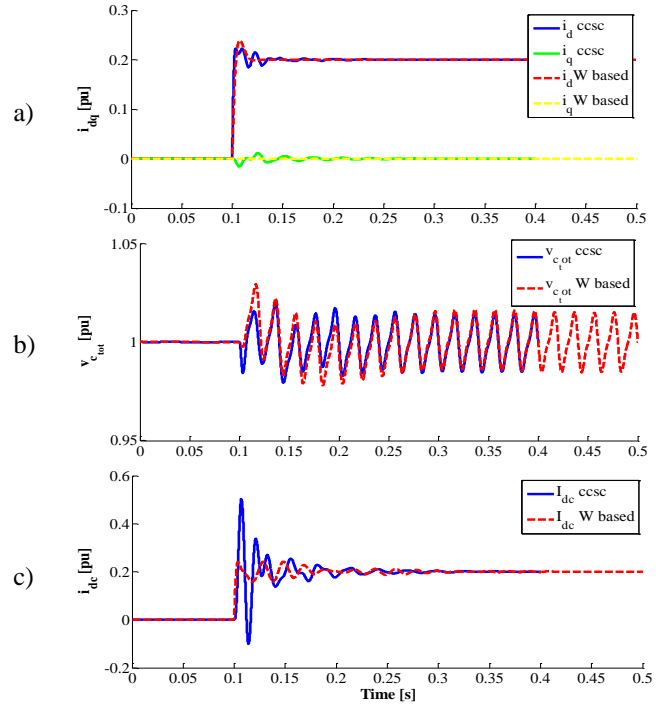 a)
i_dq [pu]
0.3
0.2
0.1
0
-0.1
i_d ccsc
i_q ccsc
i_d W based
i_q W based
0 0.05 0.1 0.15 0.2 0.25 0.3 0.35 0.4 0.45 0.5
b)
v_c_tot [pu]
1.05
1
0.95
v_c_t ot ccsc
v_c_t ot W based
0 0.05 0.1 0.15 0.2 0.25 0.3 0.35 0.4 0.45 0.5
c)
i_dc [pu]
0.6
0.4
0.2
0
-0.2
I_dc ccsc
I_dc W based
0 0.05 0.1 0.15 0.2 0.25 0.3 0.35 0.4 0.45 0.5
Time [s]